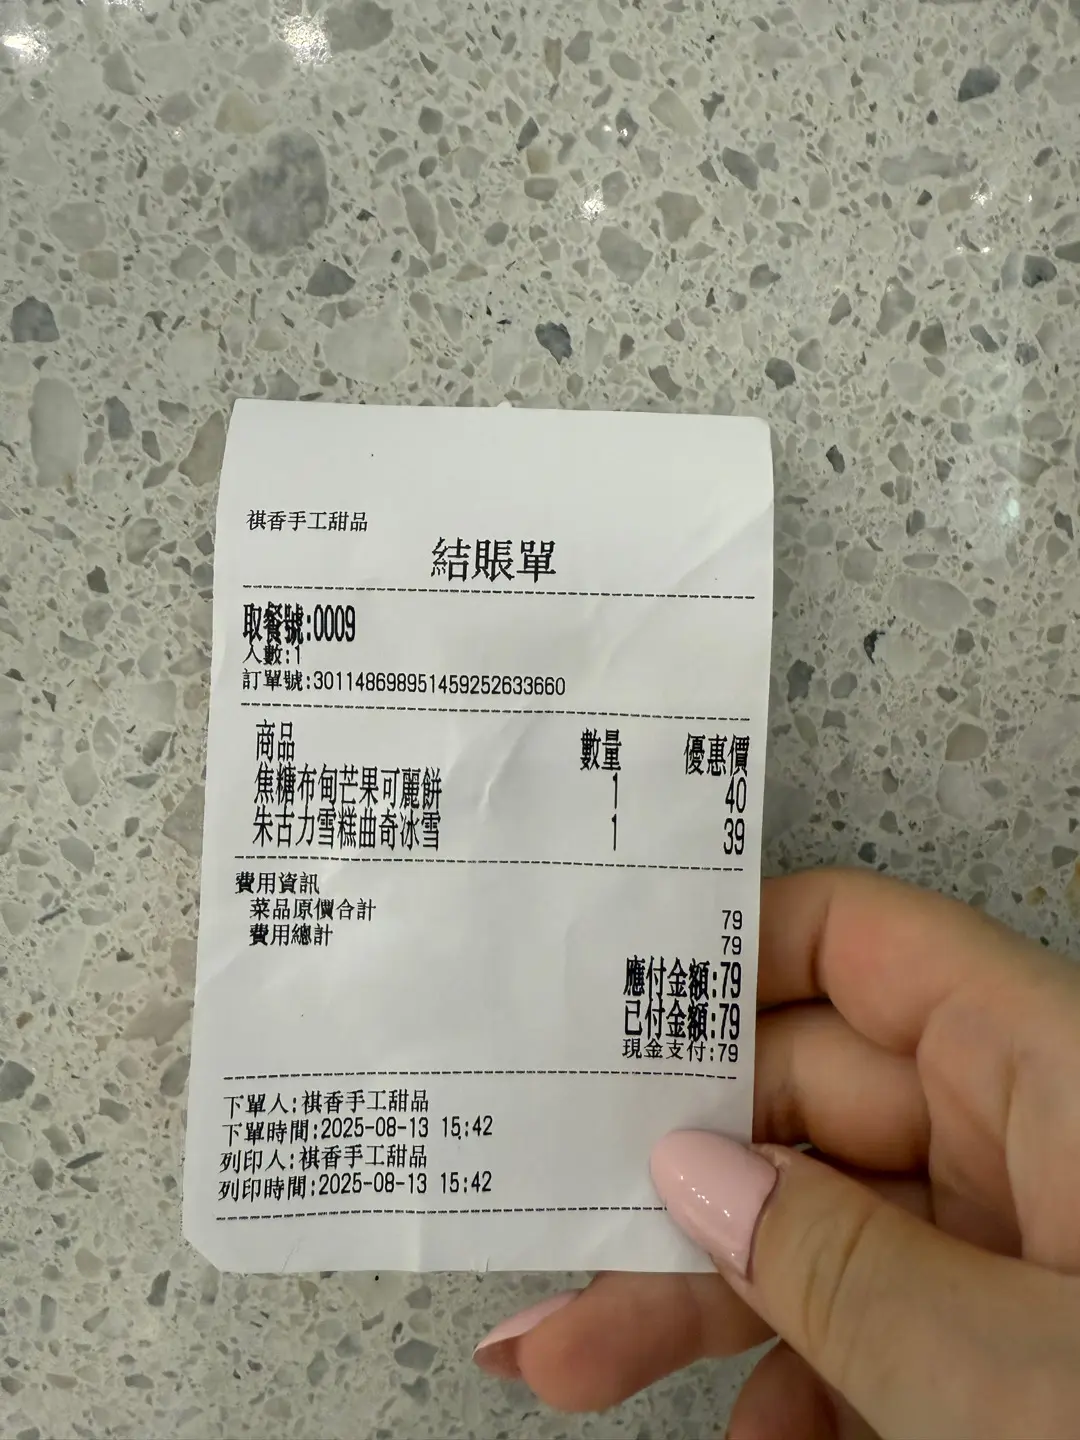 祺香手工甜品
結賬單
取餐號:0009
人數:1
訂單號:301148698951459252633660
商品 數量 優惠價
焦糖布甸芒果可麗餅 1 40
朱古力雪糕曲奇冰雪 1 39
費用資訊
菜品原價合計 79
費用總計 79
應付金額:79
已付金額:79
現金支付:79
下單人:祺香手工甜品
下單時間:2025-08-13 15:42
列印人:祺香手工甜品
列印時間:2025-08-13 15:42